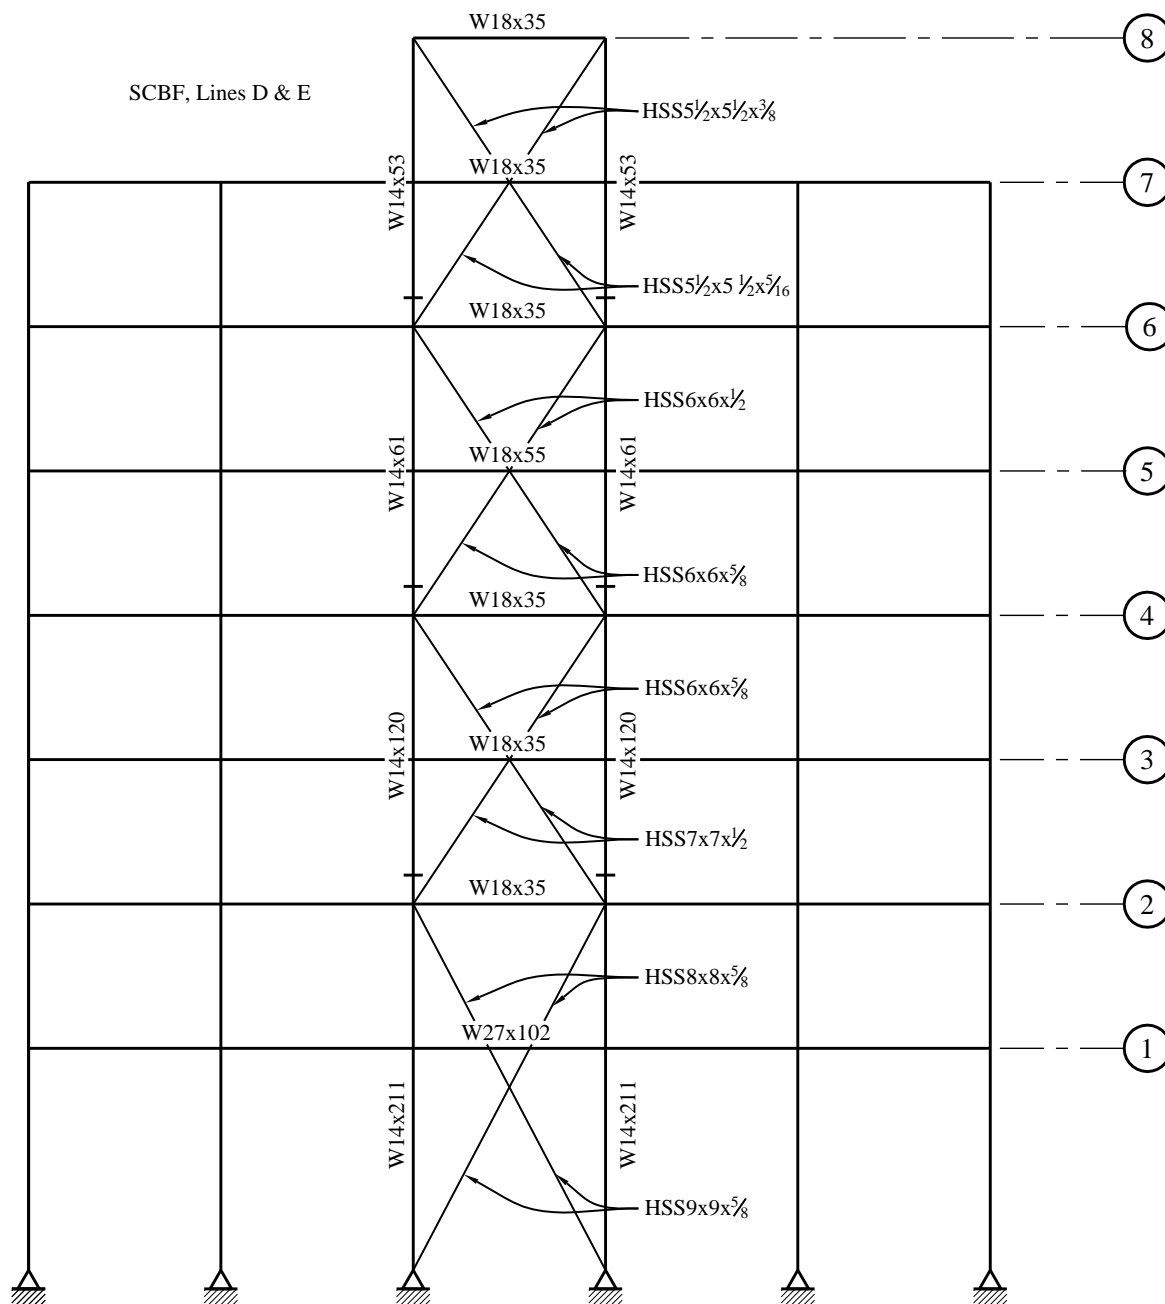 W18x35
8
SCBF, Lines D & E
HSS5½x5½x⅜
W18x35
W14x53
W14x53
7
HSS5½x5 ½x5⁄16
W18x35
6
HSS6x6x½
W18x55
W14x61
W14x61
5
HSS6x6x⅝
W18x35
4
HSS6x6x⅝
W18x35
W14x120
W14x120
3
HSS7x7x½
W18x35
2
HSS8x8x⅝
W27x102
1
W14x211
W14x211
HSS9x9x⅝